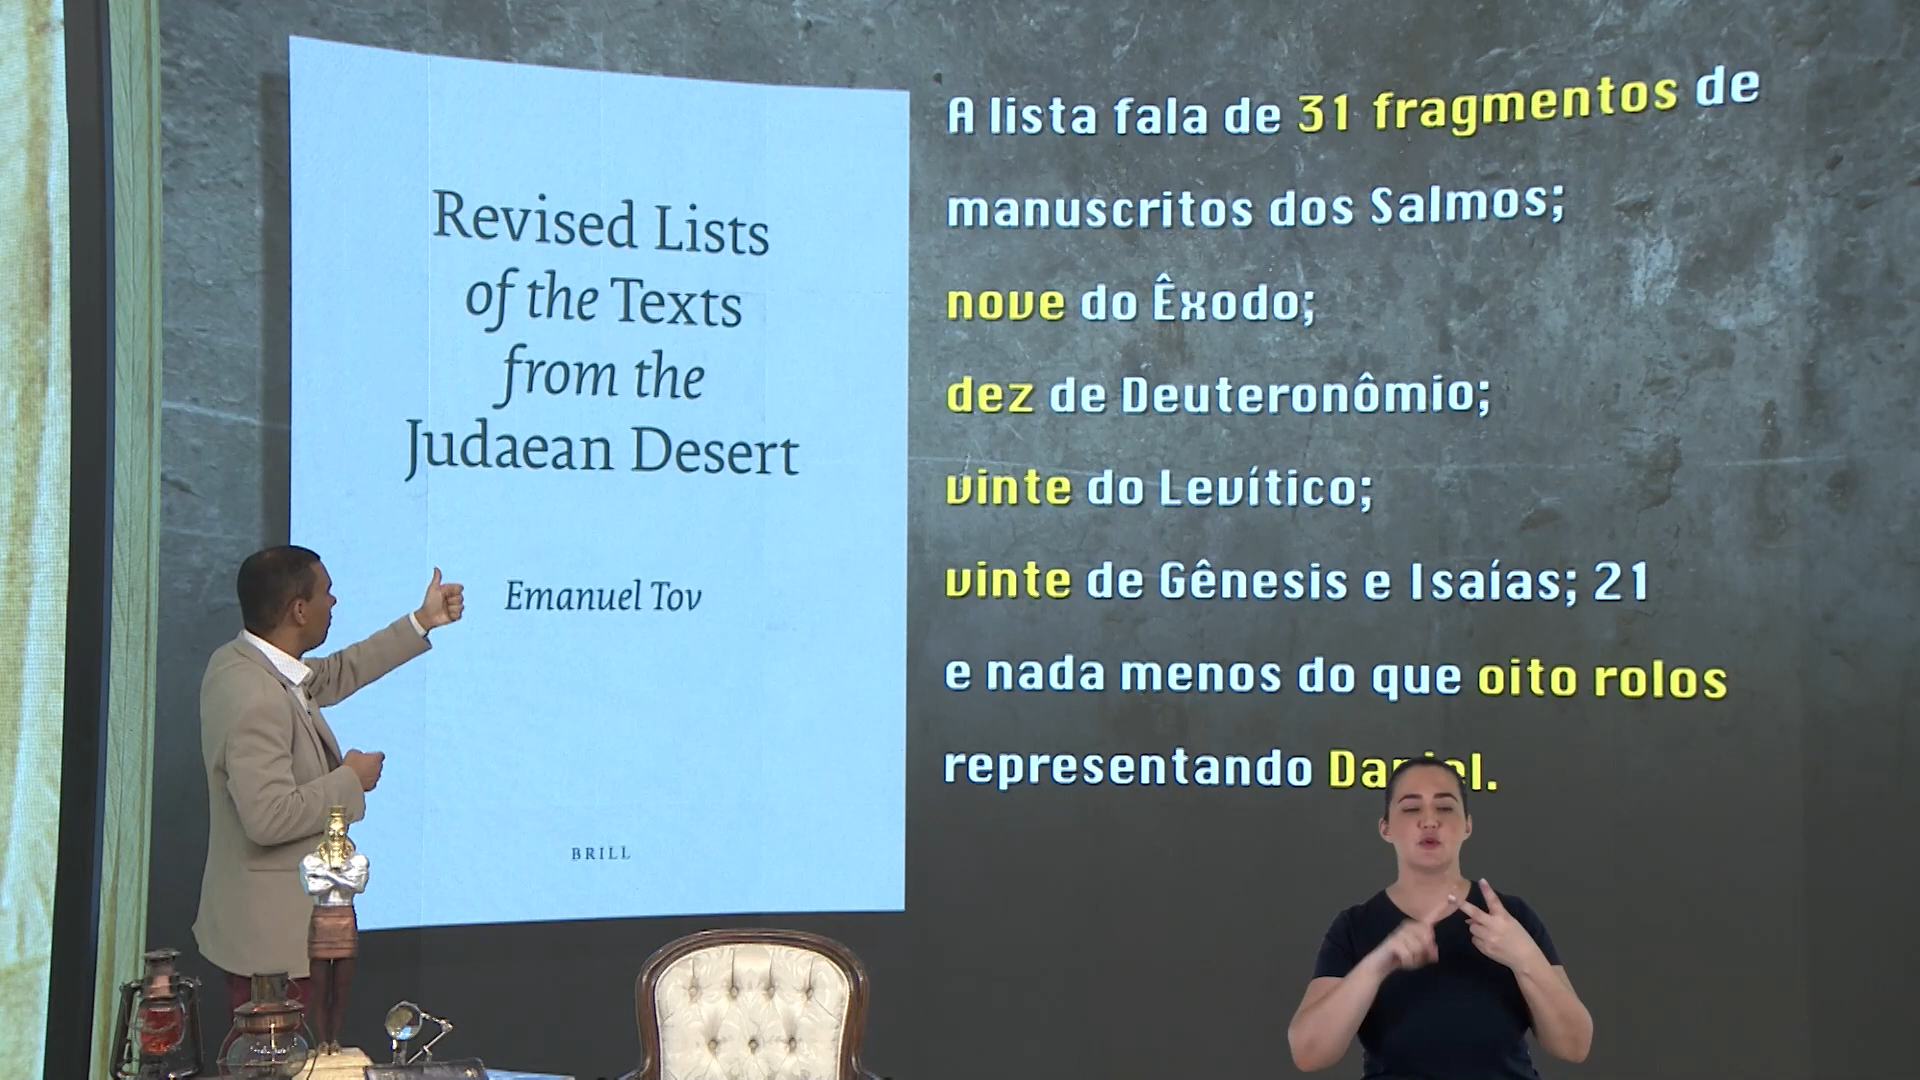 Revised Lists
of the Texts
from the
Judaean Desert
Emanuel Tov
BRILL
A lista fala de 31 fragmentos de
manuscritos dos Salmos;
nove do Êxodo;
dez de Deuteronômio;
vinte do Levítico;
vinte de Gênesis e Isaías; 21
e nada menos do que oito rolos
representando Daniel.